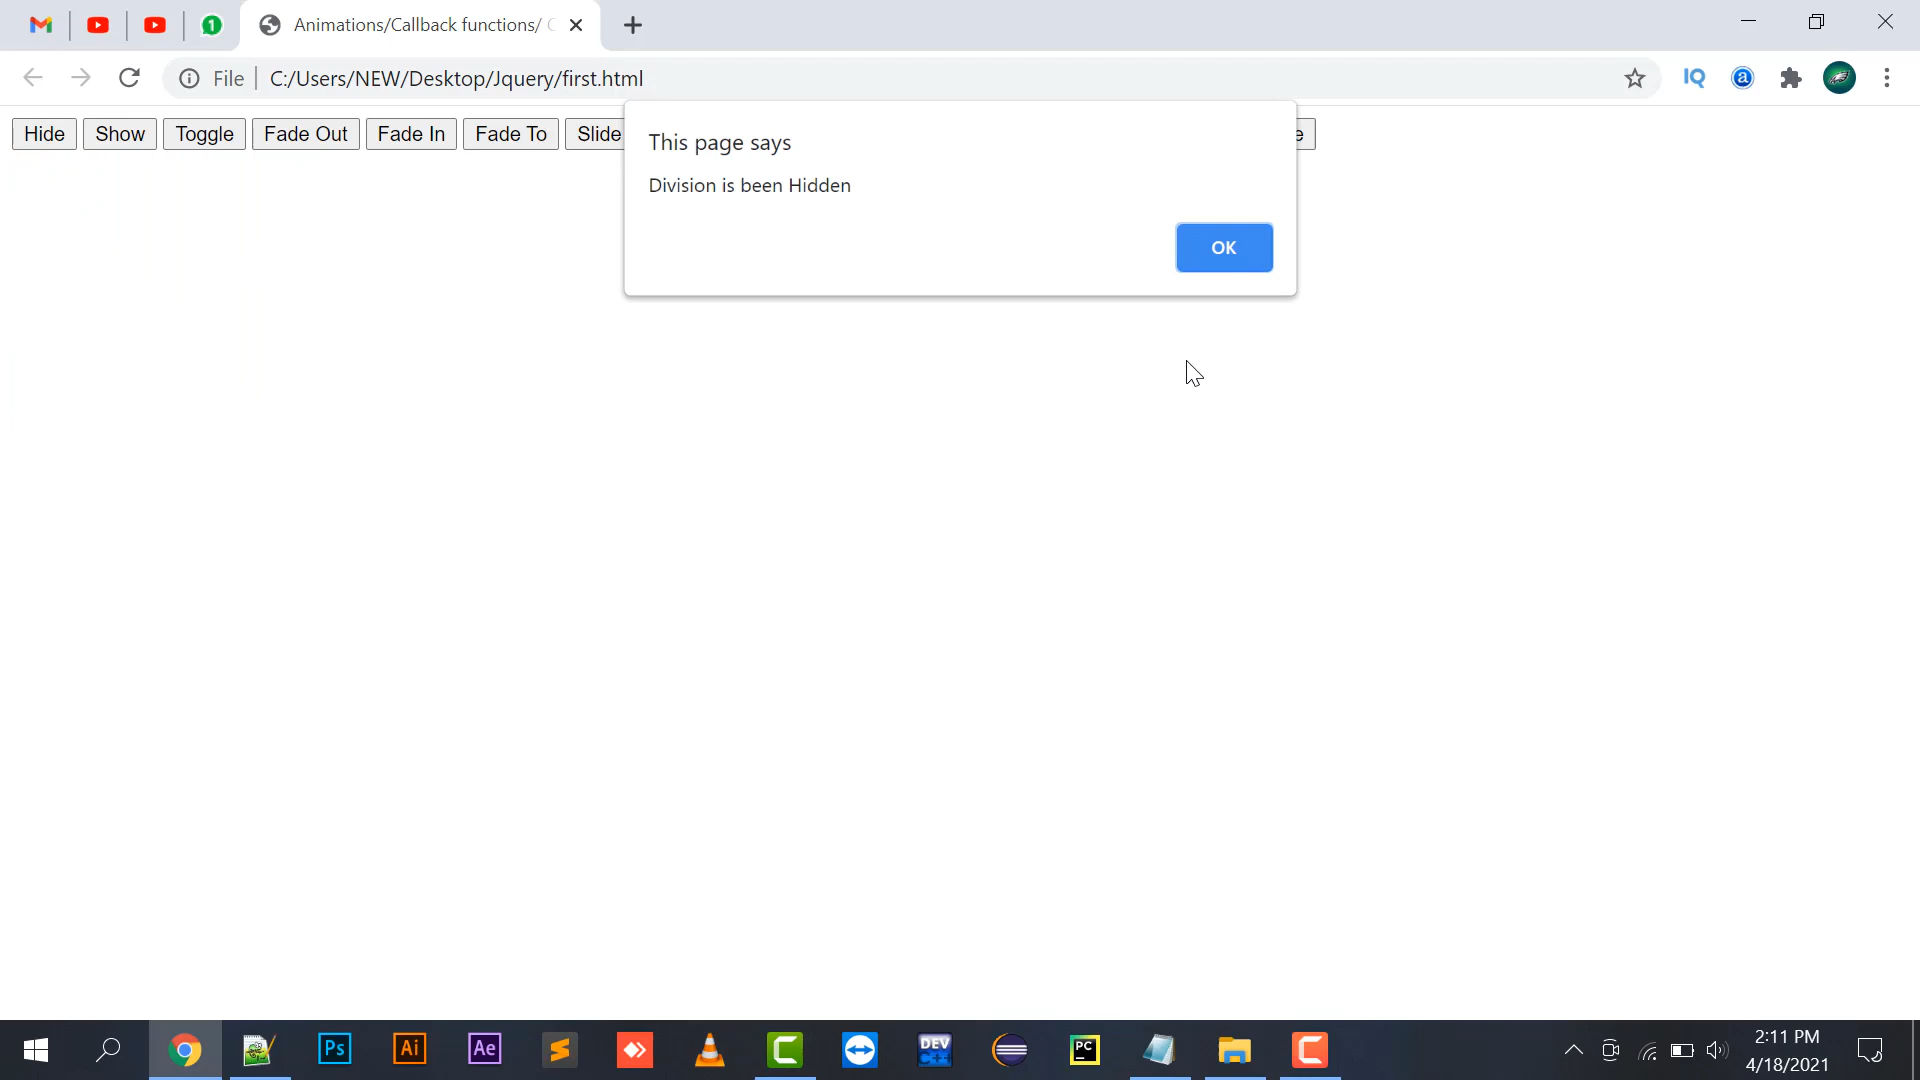 1
Animations/Callback functions/
File
C:/Users/NEW/Desktop/Jquery/first.html
IQ
a
Hide
Show
Toggle
Fade Out
Fade In
Fade To
Slide
e
This page says
Division is been Hidden
OK
Ps
Ai
Ae
DEV
C++
PC
2:11 PM
4/18/2021